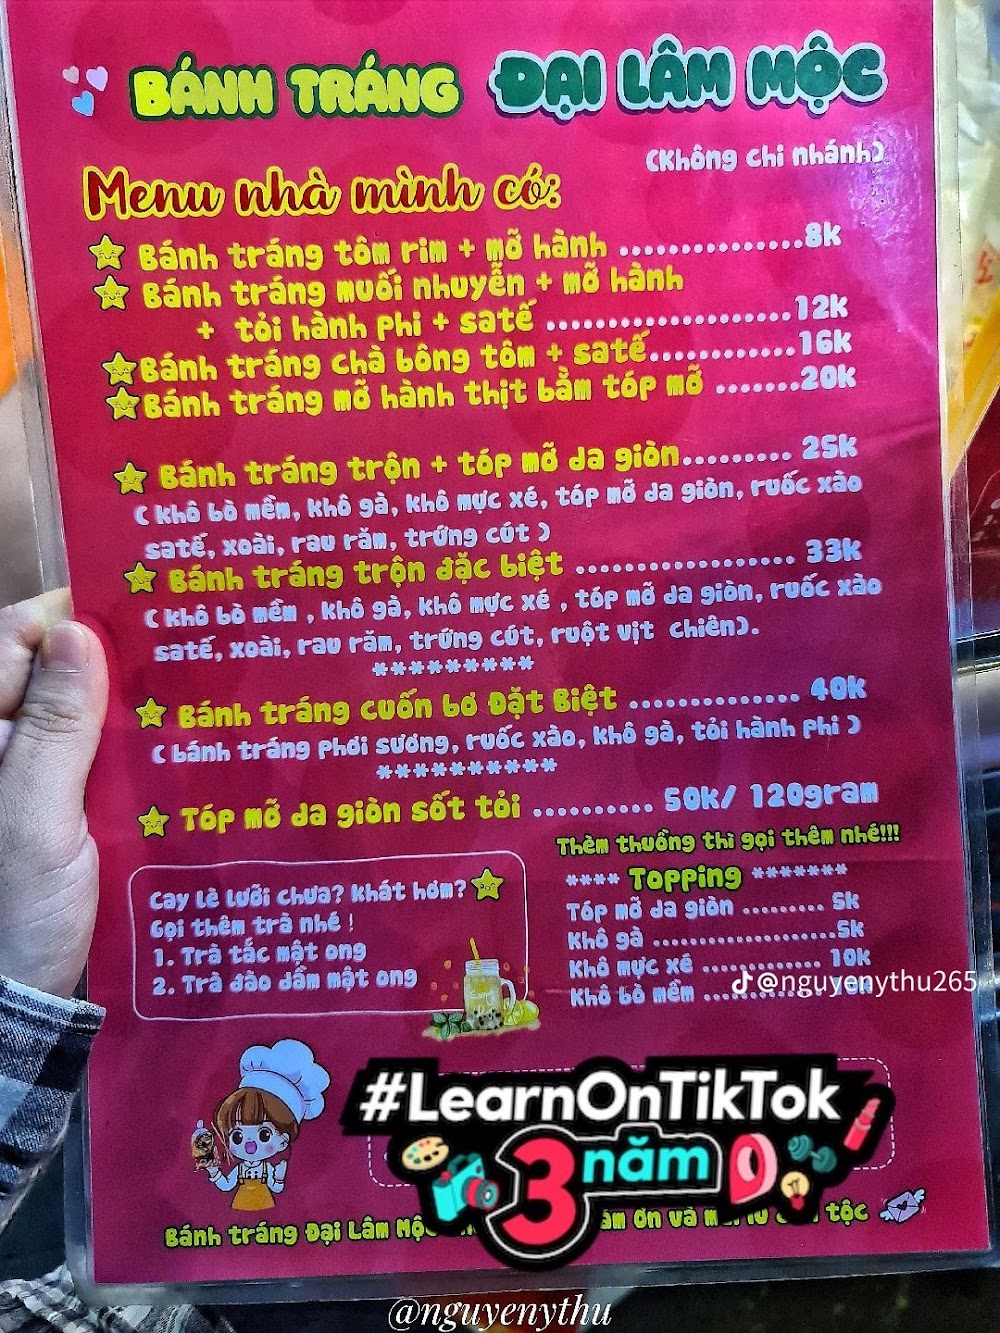 BÁNH TRÁNG ĐẠI LÂM MỘC
(Không chi nhánh)
Menu nhà mình có:
Bánh tráng tôm rim + mỡ hành ...............8k
Bánh tráng muối nhuyễn + mỡ hành
+ tỏi hành phi + satế ....................12k
Bánh tráng chà bông tôm + satế............16k
Bánh tráng mỡ hành thịt bằm tóp mỡ .......20k
Bánh tráng trộn + tóp mỡ da giòn......... 25k
( khô bò mềm, khô gà, khô mực xé, tóp mỡ da giòn, ruốc xào
satế, xoài, rau răm, trứng cút )
Bánh tráng trộn đặc biệt .................. 33k
( khô bò mềm , khô gà, khô mực xé , tóp mỡ da giòn, ruốc xào
satế, xoài, rau răm, trứng cút, ruột vịt chiên).
*********
Bánh tráng cuốn bơ Đặt Biệt .............. 40k
( bánh tráng phơi sương, ruốc xào, khô gà, tỏi hành phi )
**********
Tóp mỡ da giòn sốt tỏi .......... 50k/ 120gram
Thèm thuồng thì gọi thêm nhé!!!
**** Topping *******
Tóp mỡ da giòn ......... 5k
Khô gà ....................5k
Khô mực xé ............. 10k
Khô bò mềm .............
Cay lè lưỡi chưa? Khát hơm?
Gọi thêm trà nhé !
1. Trà tắc mật ong
2. Trà đào dầm mật ong
@nguyenythu265
#LearnOnTikTok
3 năm
Bánh tráng Đại Lâm Mộc ơn và tộc
@nguyenythu